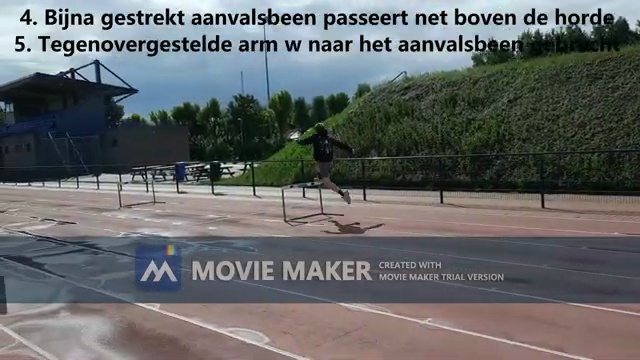 4. Bijna gestrekt aanvalsbeen passeert net boven de horde
5. Tegenovergestelde arm w naar het aanvalsbeen gebracht
MOVIE MAKER
CREATED WITH
MOVIE MAKER TRIAL VERSION